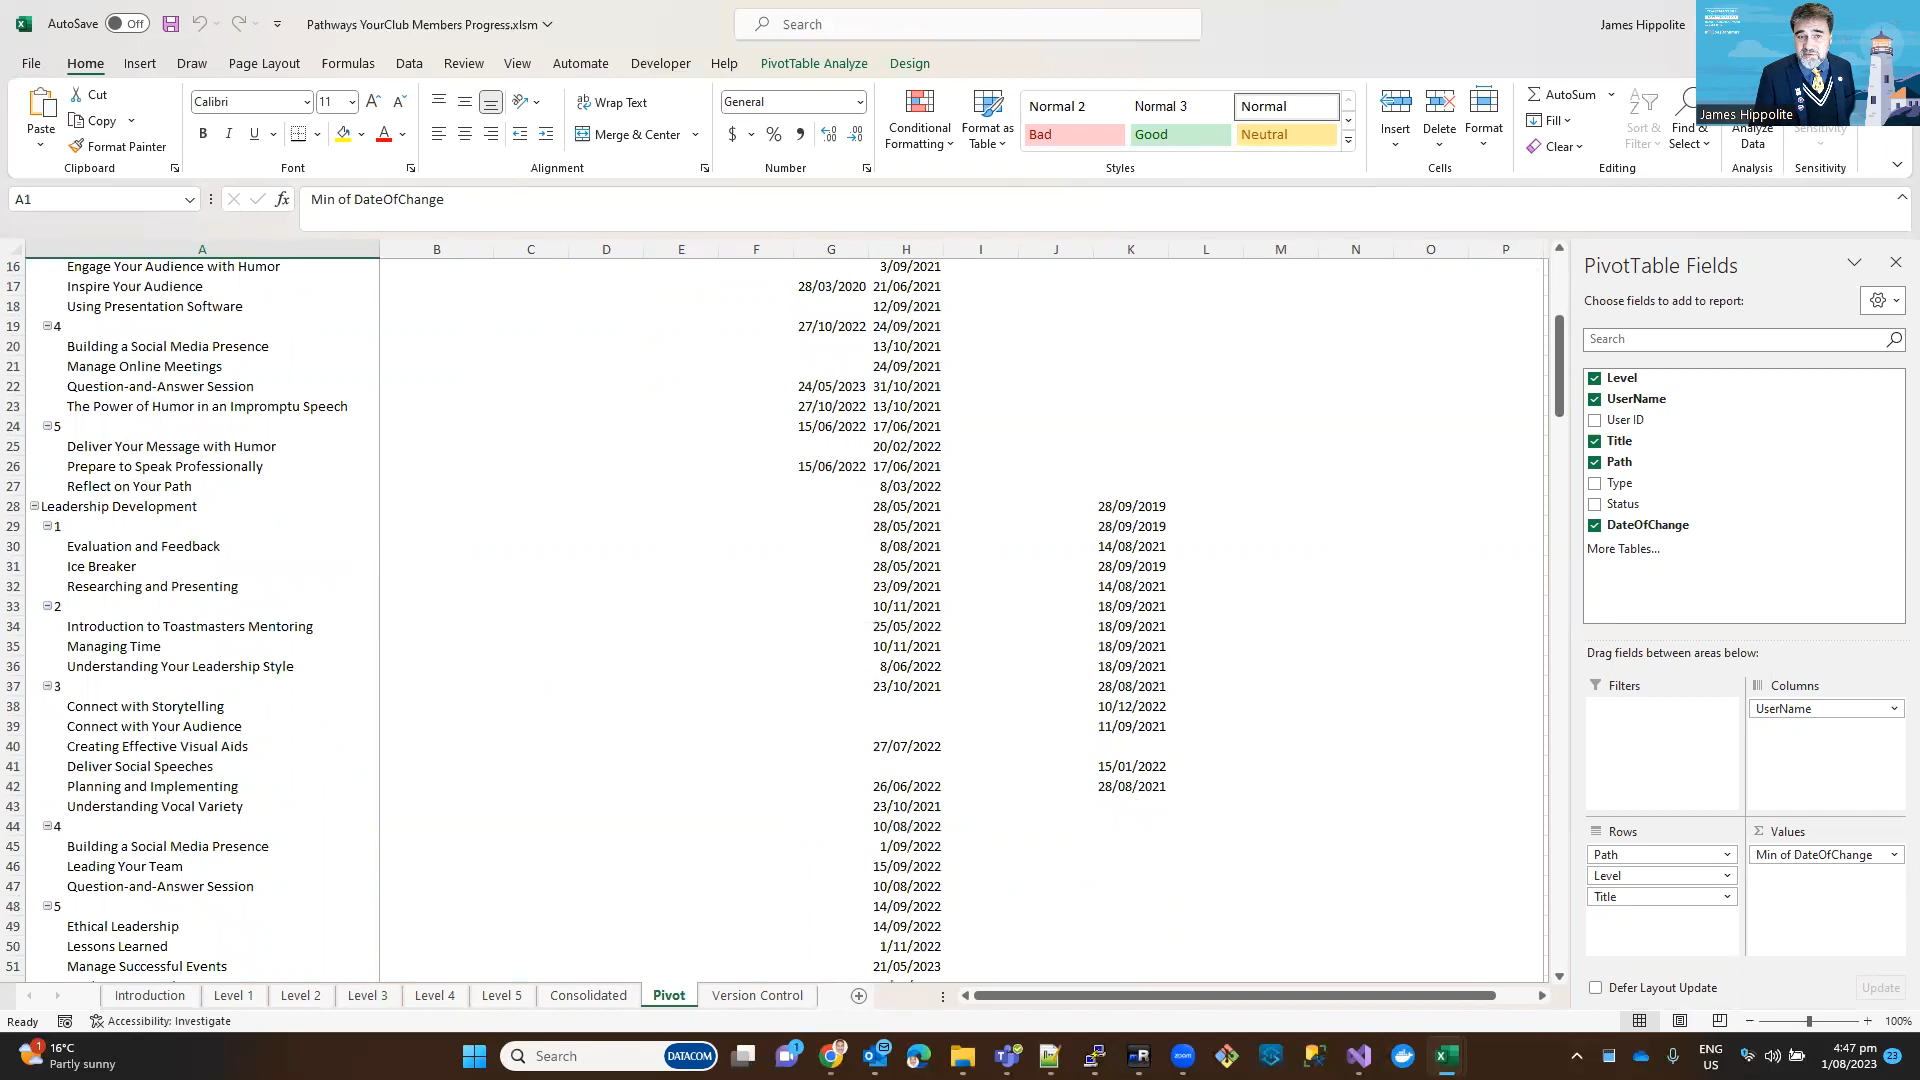 AutoSave Off Pathways YourClub Members Progress.xlsm Search James Hippolite
File Home Insert Draw Page Layout Formulas Data Review View Automate Developer Help PivotTable Analyze Design
James Hippolite
Paste Cut Copy Format Painter
Clipboard
Calibri 11
B I U A
Font
Wrap Text
Merge & Center
Alignment
General
$ % ,
Number
Conditional Formatting
Format as Table
Normal 2 Normal 3 Normal
Bad Good Neutral
Styles
Insert Delete Format
Cells
AutoSum
Fill
Clear
Sort & Filter
Find & Select
Editing
Analyze Data
Analysis
Sensitivity
Sensitivity
A1 fx Min of DateOfChange
A B C D E F G H I J K L M N O P
16 Engage Your Audience with Humor 3/09/2021
17 Inspire Your Audience 28/03/2020 21/06/2021
18 Using Presentation Software 12/09/2021
19 4 27/10/2022 24/09/2021
20 Building a Social Media Presence 13/10/2021
21 Manage Online Meetings 24/09/2021
22 Question-and-Answer Session 24/05/2023 31/10/2021
23 The Power of Humor in an Impromptu Speech 27/10/2022 13/10/2021
24 5 15/06/2022 17/06/2021
25 Deliver Your Message with Humor 20/02/2022
26 Prepare to Speak Professionally 15/06/2022 17/06/2021
27 Reflect on Your Path 8/03/2022
28 Leadership Development 28/05/2021 28/09/2019
29 1 28/05/2021 28/09/2019
30 Evaluation and Feedback 8/08/2021 14/08/2021
31 Ice Breaker 28/05/2021 28/09/2019
32 Researching and Presenting 23/09/2021 14/08/2021
33 2 10/11/2021 18/09/2021
34 Introduction to Toastmasters Mentoring 25/05/2022 18/09/2021
35 Managing Time 10/11/2021 18/09/2021
36 Understanding Your Leadership Style 8/06/2022 18/09/2021
37 3 23/10/2021 28/08/2021
38 Connect with Storytelling 10/12/2022
39 Connect with Your Audience 11/09/2021
40 Creating Effective Visual Aids 27/07/2022
41 Deliver Social Speeches 15/01/2022
42 Planning and Implementing 26/06/2022 28/08/2021
43 Understanding Vocal Variety 23/10/2021
44 4 10/08/2022
45 Building a Social Media Presence 1/09/2022
46 Leading Your Team 15/09/2022
47 Question-and-Answer Session 10/08/2022
48 5 14/09/2022
49 Ethical Leadership 14/09/2022
50 Lessons Learned 1/11/2022
51 Manage Successful Events 21/05/2023
PivotTable Fields
Choose fields to add to report:
Search
Level
UserName
User ID
Title
Path
Type
Status
DateOfChange
More Tables...
Drag fields between areas below:
Filters Columns
UserName
Rows Values
Path Min of DateOfChange
Level
Title
Defer Layout Update Update
Introduction Level 1 Level 2 Level 3 Level 4 Level 5 Consolidated Pivot Version Control
Ready Accessibility: Investigate 100%
1 16°C
Partly sunny
Search DATACOM 1 zoom
ENG
US
4:47 pm
1/08/2023
23